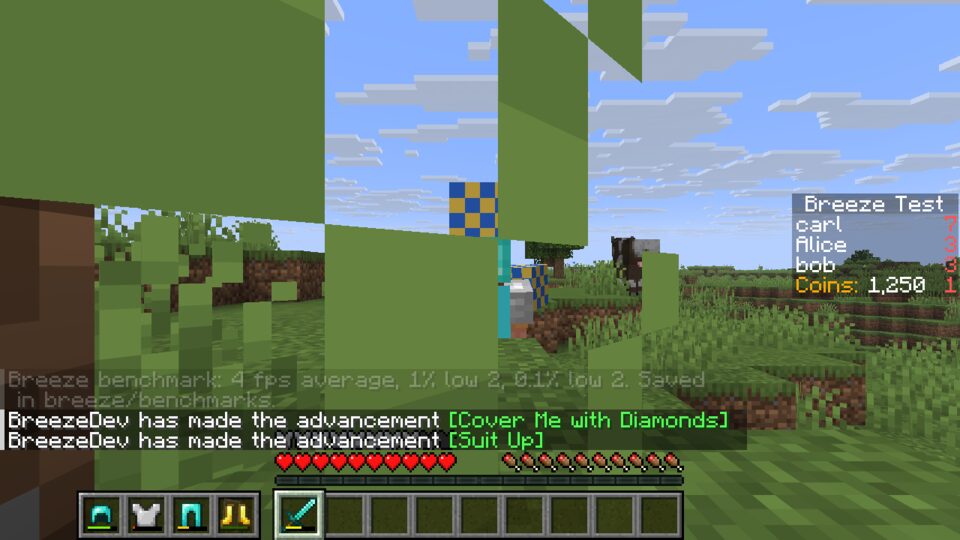 Breeze Test
carl 7
Alice 3
bob 3
Coins: 1,250 1
Breeze benchmark: 4 fps average, 1% low 2, 0.1% low 2. Saved
in breeze/benchmarks.
BreezeDev has made the advancement [Cover Me with Diamonds]
BreezeDev has made the advancement [Suit Up]